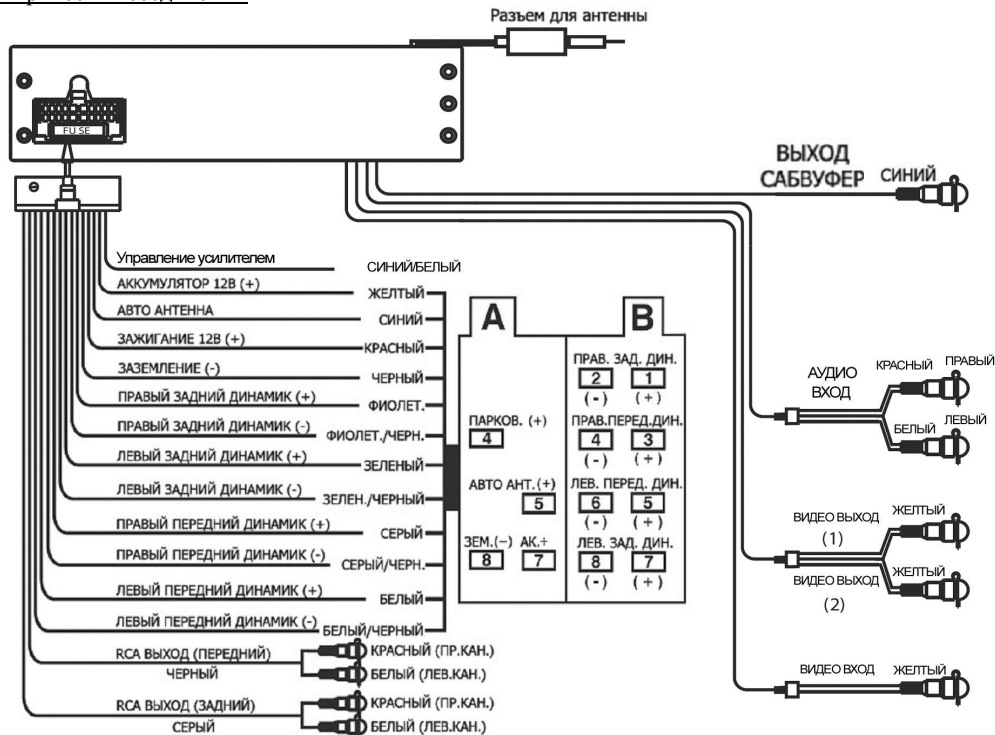 Разъем для антенны
FUSE
ВЫХОД
САБВУФЕР
СИНИЙ
Управление усилителем
СИНИЙ/БЕЛЫЙ
АККУМУЛЯТОР 12В (+)
ЖЕЛТЫЙ
АВТО АНТЕННА
СИНИЙ
ЗАЖИГАНИЕ 12В (+)
КРАСНЫЙ
ЗАЗЕМЛЕНИЕ (-)
ЧЕРНЫЙ
ПРАВЫЙ ЗАДНИЙ ДИНАМИК (+)
ФИОЛЕТ.
ПРАВЫЙ ЗАДНИЙ ДИНАМИК (-)
ФИОЛЕТ./ЧЕРН.
ЛЕВЫЙ ЗАДНИЙ ДИНАМИК (+)
ЗЕЛЕНЫЙ
ЛЕВЫЙ ЗАДНИЙ ДИНАМИК (-)
ЗЕЛЕН./ЧЕРНЫЙ
ПРАВЫЙ ПЕРЕДНИЙ ДИНАМИК (+)
СЕРЫЙ
ПРАВЫЙ ПЕРЕДНИЙ ДИНАМИК (-)
СЕРЫЙ/ЧЕРН.
ЛЕВЫЙ ПЕРЕДНИЙ ДИНАМИК (+)
БЕЛЫЙ
ЛЕВЫЙ ПЕРЕДНИЙ ДИНАМИК (-)
БЕЛЫЙ/ЧЕРНЫЙ
RCA ВЫХОД (ПЕРЕДНИЙ)
ЧЕРНЫЙ
КРАСНЫЙ (ПР.КАН.)
БЕЛЫЙ (ЛЕВ.КАН.)
RCA ВЫХОД (ЗАДНИЙ)
СЕРЫЙ
КРАСНЫЙ (ПР.КАН.)
БЕЛЫЙ (ЛЕВ.КАН.)
A
ПАРКОВ. (+)
4
АВТО АНТ.(+)
5
ЗЕМ.(-) АК.+
8 7
B
ПРАВ. ЗАД. ДИН.
2 1
(-) (+)
ПРАВ.ПЕРЕД.ДИН.
4 3
(-) (+)
ЛЕВ. ПЕРЕД. ДИН.
6 5
(-) (+)
ЛЕВ. ЗАД. ДИН.
8 7
(-) (+)
АУДИО
ВХОД
КРАСНЫЙ ПРАВЫЙ
БЕЛЫЙ ЛЕВЫЙ
ВИДЕО ВЫХОД
(1)
ЖЕЛТЫЙ
ВИДЕО ВЫХОД
(2)
ЖЕЛТЫЙ
ВИДЕО ВХОД
ЖЕЛТЫЙ